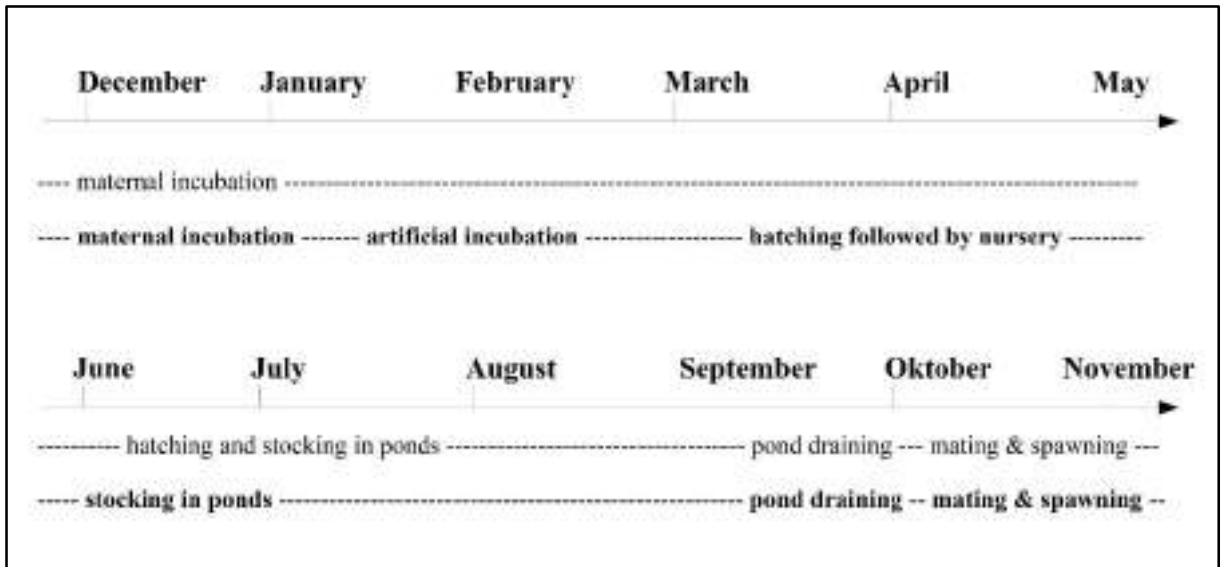 December January February March April May
---- maternal incubation --------------------------------------------------------------------
---- maternal incubation ------- artificial incubation ----------------- hatching followed by nursery --------
June July August September Oktober November
--------- hatching and stocking in ponds -------------------------------- pond draining --- mating & spawning ---
----- stocking in ponds --------------------------------------------------- pond draining -- mating & spawning --